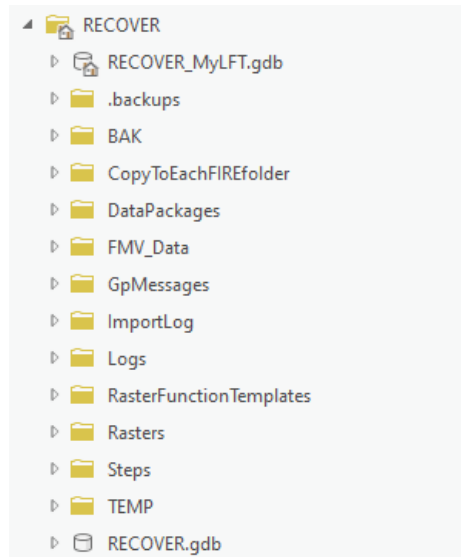 RECOVER
RECOVER_MyLFT.gdb
.backups
BAK
CopyToEachFIREfolder
DataPackages
FMV_Data
GpMessages
ImportLog
Logs
RasterFunctionTemplates
Rasters
Steps
TEMP
RECOVER.gdb